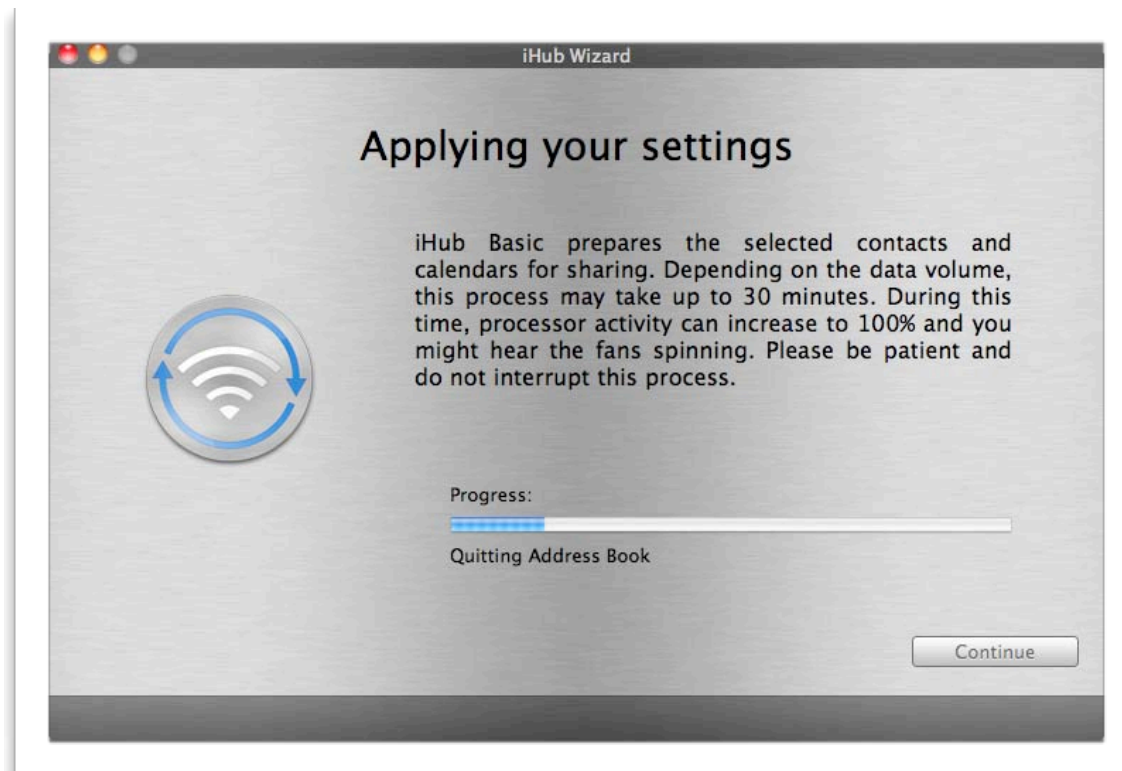 iHub Wizard
Applying your settings
iHub Basic prepares the selected contacts and
calendars for sharing. Depending on the data volume,
this process may take up to 30 minutes. During this
time, processor activity can increase to 100% and you
might hear the fans spinning. Please be patient and
do not interrupt this process.
Progress:
Quitting Address Book
Continue